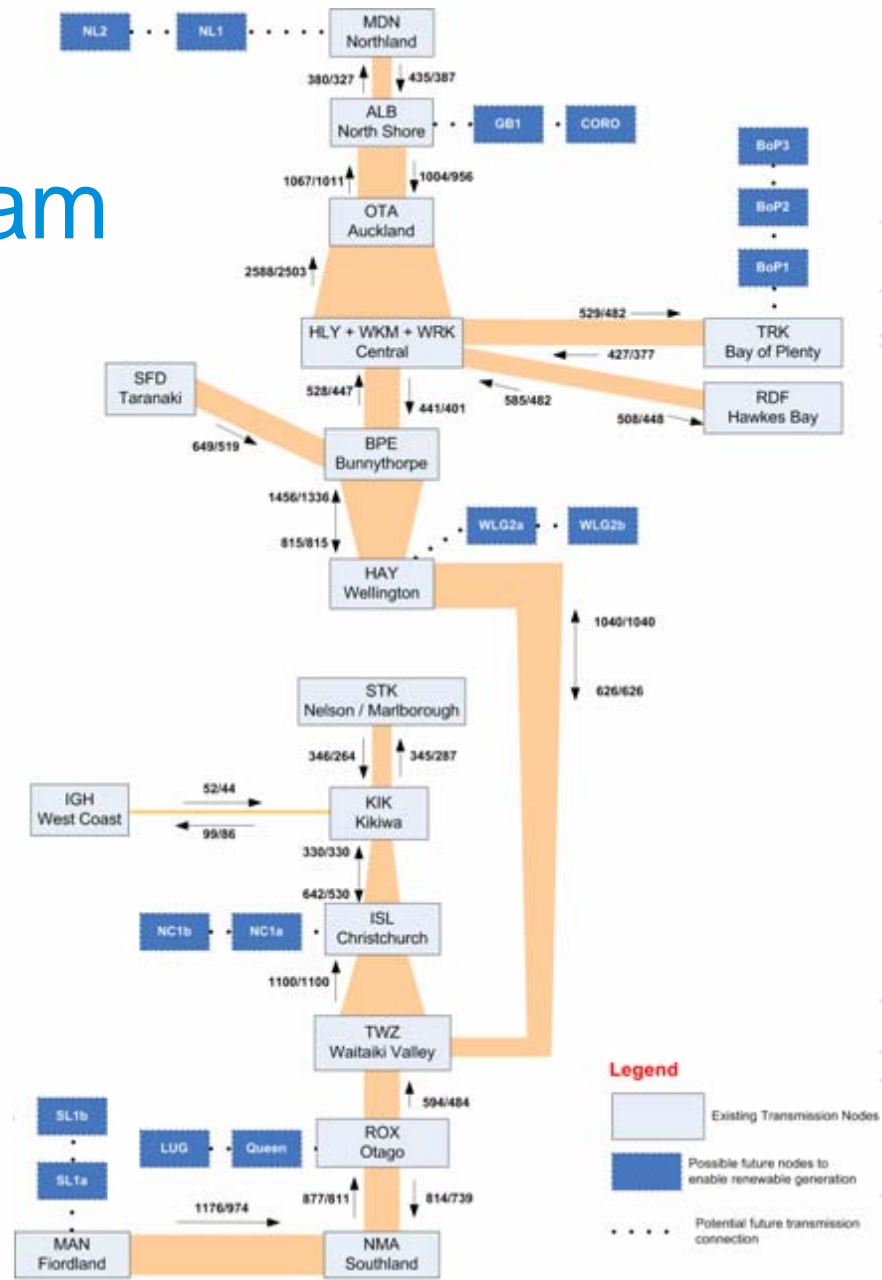 am
NL2
NL1
MDN
Northland
380/327
435/387
ALB
North Shore
GB1
CORO
BoP3
BoP2
BoP1
1067/1011
1004/956
OTA
Auckland
2588/2503
HLY + WKM + WRK
Central
529/482
427/377
TRK
Bay of Plenty
585/482
508/448
RDF
Hawkes Bay
SFD
Taranaki
649/519
528/447
441/401
BPE
Bunnythorpe
1456/1336
815/815
WLG2a
WLG2b
HAY
Wellington
1040/1040
626/626
STK
Nelson / Marlborough
346/264
345/287
IGH
West Coast
52/44
99/86
KIK
Kikiwa
330/330
642/530
NC1b
NC1a
ISL
Christchurch
1100/1100
TWZ
Waitaiki Valley
594/484
SL1b
SL1a
LUG
Queen
ROX
Otago
877/811
814/739
1176/974
MAN
Fiordland
NMA
Southland
Legend
Existing Transmission Nodes
Possible future nodes to
enable renewable generation
Potential future transmission
connection